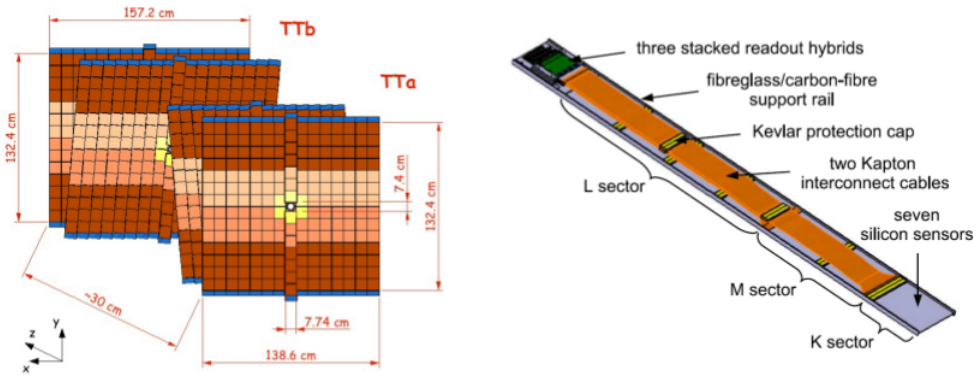 157.2 cm
TTb
TTa
132.4 cm
7.4 cm
132.4 cm
~30 cm
7.74 cm
138.6 cm
y
z
x
three stacked readout hybrids
fibreglass/carbon-fibre
support rail
Kevlar protection cap
two Kapton
interconnect cables
L sector
seven
silicon sensors
M sector
K sector